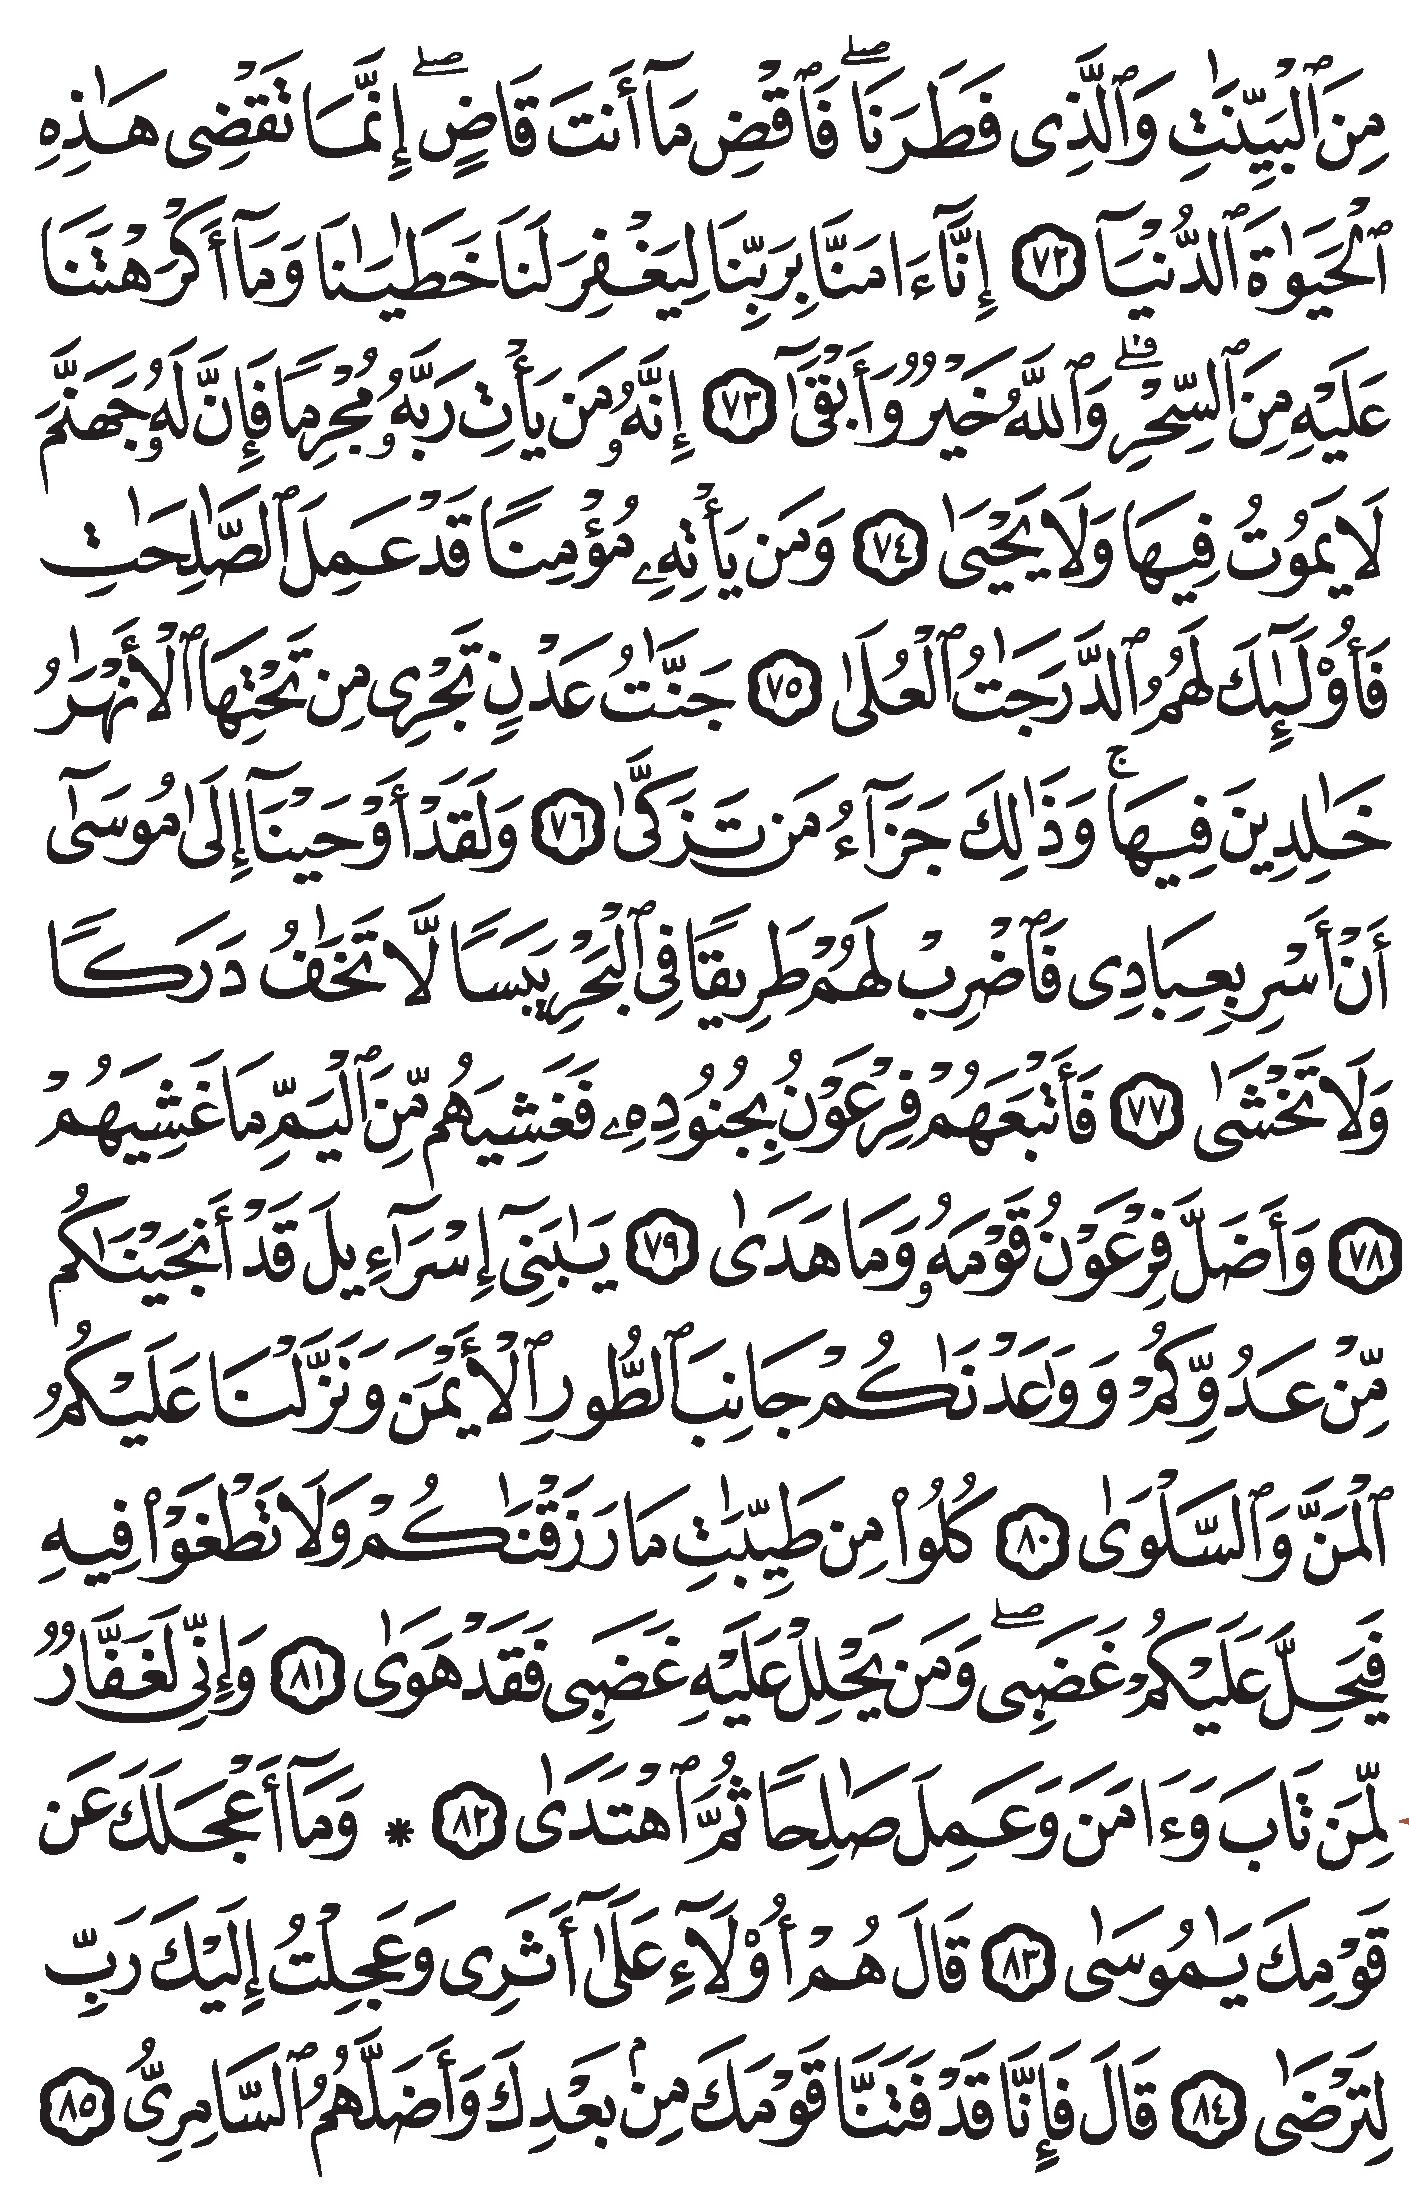 مِنَ ٱلْبَيِّنَٰتِ وَٱلَّذِى فَطَرَنَا ۖ فَٱقْضِ مَآ أَنتَ قَاضٍ ۖ إِنَّمَا تَقْضِى هَٰذِهِ
ٱلْحَيَوٰةَ ٱلدُّنْيَآ ٧٢ إِنَّآ ءَامَنَّا بِرَبِّنَا لِيَغْفِرَ لَنَا خَطَٰيَٰنَا وَمَآ أَكْرَهْتَنَا
عَلَيْهِ مِنَ ٱلسِّحْرِ ۗ وَٱللَّهُ خَيْرٌ وَأَبْقَىٰٓ ٧٣ إِنَّهُۥ مَن يَأْتِ رَبَّهُۥ مُجْرِمًا فَإِنَّ لَهُۥ جَهَنَّمَ
لَا يَمُوتُ فِيهَا وَلَا يَحْيَىٰ ٧٤ وَمَن يَأْتِهِۦ مُؤْمِنًا قَدْ عَمِلَ ٱلصَّٰلِحَٰتِ
فَأُو۟لَٰٓئِكَ لَهُمُ ٱلدَّرَجَٰتُ ٱلْعُلَىٰ ٧٥ جَنَّٰتُ عَدْنٍ تَجْرِى مِن تَحْتِهَا ٱلْأَنْهَٰرُ
خَٰلِدِينَ فِيهَا ۚ وَذَٰلِكَ جَزَآءُ مَن تَزَكَّىٰ ٧٦ وَلَقَدْ أَوْحَيْنَآ إِلَىٰ مُوسَىٰٓ
أَنْ أَسْرِ بِعِبَادِى فَٱضْرِبْ لَهُمْ طَرِيقًا فِى ٱلْبَحْرِ يَبَسًا لَّا تَخَٰفُ دَرَكًا
وَلَا تَخْشَىٰ ٧٧ فَأَتْبَعَهُمْ فِرْعَوْنُ بِجُنُودِهِۦ فَغَشِيَهُم مِّنَ ٱلْيَمِّ مَا غَشِيَهُمْ
٧٨ وَأَضَلَّ فِرْعَوْنُ قَوْمَهُۥ وَمَا هَدَىٰ ٧٩ يَٰبَنِىٓ إِسْرَٰٓءِيلَ قَدْ أَنجَيْنَٰكُم
مِّنْ عَدُوِّكُمْ وَوَٰعَدْنَٰكُمْ جَانِبَ ٱلطُّورِ ٱلْأَيْمَنَ وَنَزَّلْنَا عَلَيْكُمُ
ٱلْمَنَّ وَٱلسَّلْوَىٰ ٨٠ كُلُوا۟ مِن طَيِّبَٰتِ مَا رَزَقْنَٰكُمْ وَلَا تَطْغَوْا۟ فِيهِ
فَيَحِلَّ عَلَيْكُمْ غَضَبِى ۖ وَمَن يَحْلِلْ عَلَيْهِ غَضَبِى فَقَدْ هَوَىٰ ٨١ وَإِنِّى لَغَفَّارٌ
لِّمَن تَابَ وَءَامَنَ وَعَمِلَ صَٰلِحًا ثُمَّ ٱهْتَدَىٰ ٨٢ * وَمَآ أَعْجَلَكَ عَن
قَوْمِكَ يَٰمُوسَىٰ ٨٣ قَالَ هُمْ أُو۟لَآءِ عَلَىٰٓ أَثَرِى وَعَجِلْتُ إِلَيْكَ رَبِّ
لِتَرْضَىٰ ٨٤ قَالَ فَإِنَّا قَدْ فَتَنَّا قَوْمَكَ مِنۢ بَعْدِكَ وَأَضَلَّهُمُ ٱلسَّامِرِىُّ ٨٥